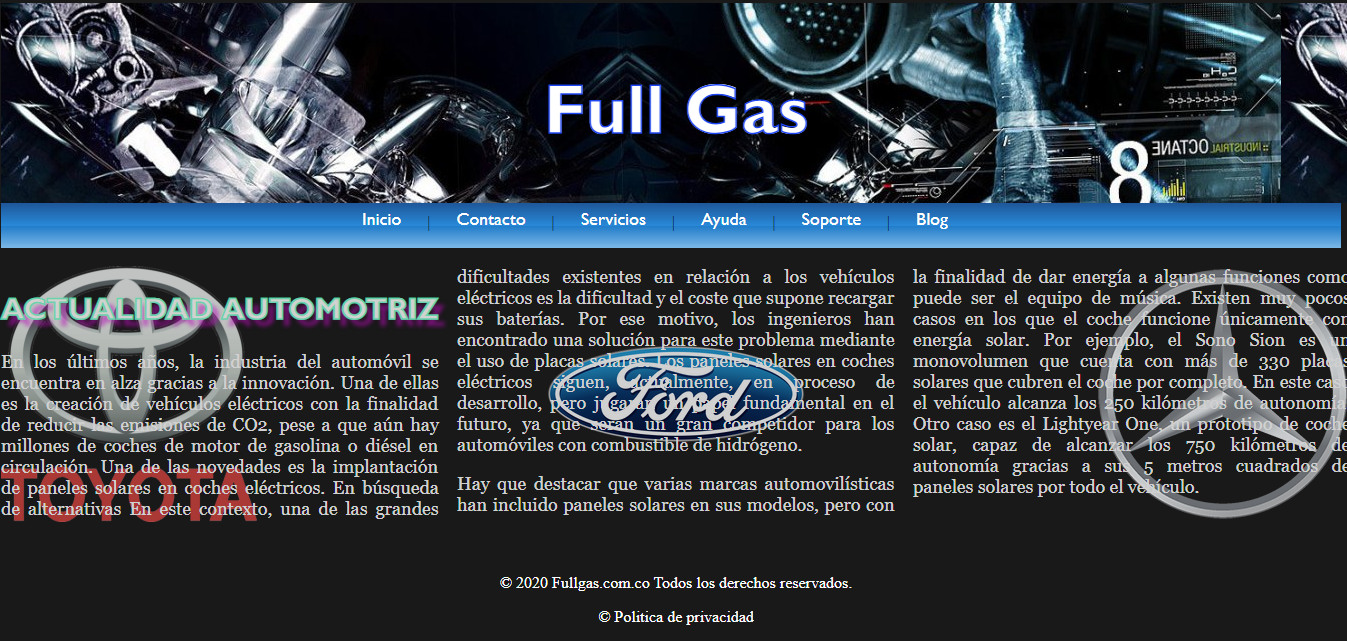 Full Gas
8
OCTANE
INDUSTRIAL
Inicio | Contacto | Servicios | Ayuda | Soporte | Blog
ACTUALIDAD AUTOMOTRIZ
En los últimos años, la industria del automóvil se
encuentra en alza gracias a la innovación. Una de ellas
es la creación de vehículos eléctricos con la finalidad
de reducir las emisiones de CO2, pese a que aún hay
millones de coches de motor de gasolina o diésel en
circulación. Una de las novedades es la implantación
de paneles solares en coches eléctricos. En búsqueda
de alternativas En este contexto, una de las grandes
TOYOTA
dificultades existentes en relación a los vehículos
eléctricos es la dificultad y el coste que supone recargar
sus baterías. Por ese motivo, los ingenieros han
encontrado una solución para este problema mediante
el uso de placas solares. Los paneles solares en coches
eléctricos siguen, actualmente, en proceso de
desarrollo, pero jugarán un papel fundamental en el
futuro, ya que serán un gran competidor para los
automóviles con combustible de hidrógeno.
Ford
Hay que destacar que varias marcas automovilísticas
han incluido paneles solares en sus modelos, pero con
la finalidad de dar energía a algunas funciones como
puede ser el equipo de música. Existen muy pocos
casos en los que el coche funcione únicamente con
energía solar. Por ejemplo, el Sono Sion es un
monovolumen que cuenta con más de 330 placas
solares que cubren el coche por completo. En este caso
el vehículo alcanza los 250 kilómetros de autonomía.
Otro caso es el Lightyear One, un prototipo de coche
solar, capaz de alcanzar los 750 kilómetros de
autonomía gracias a sus 5 metros cuadrados de
paneles solares por todo el vehículo.
© 2020 Fullgas.com.co Todos los derechos reservados.
© Politica de privacidad